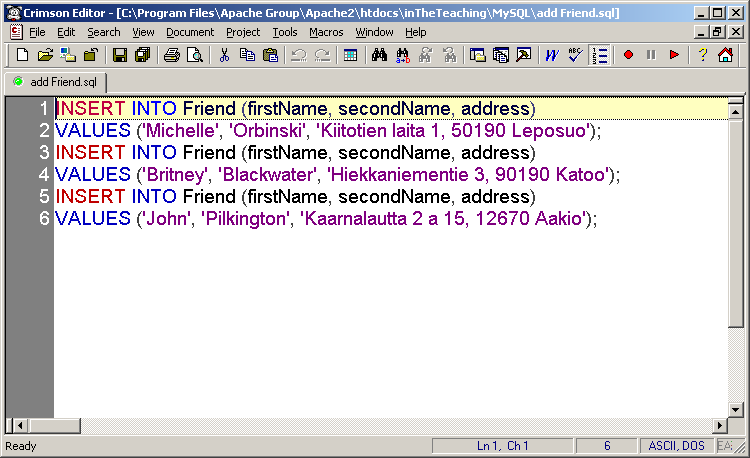 Crimson Editor - [C:\Program Files\Apache Group\Apache2\htdocs\inTheTeaching\MySQL\add Friend.sql]
File Edit Search View Document Project Tools Macros Window Help
add Friend.sql
1 INSERT INTO Friend (firstName, secondName, address)
2 VALUES ('Michelle', 'Orbinski', 'Kiitotien laita 1, 50190 Leposuo');
3 INSERT INTO Friend (firstName, secondName, address)
4 VALUES ('Britney', 'Blackwater', 'Hiekkaniementie 3, 90190 Katoo');
5 INSERT INTO Friend (firstName, secondName, address)
6 VALUES ('John', 'Pilkington', 'Kaarnalautta 2 a 15, 12670 Aakio');
Ready Ln 1, Ch 1 6 ASCII, DOS